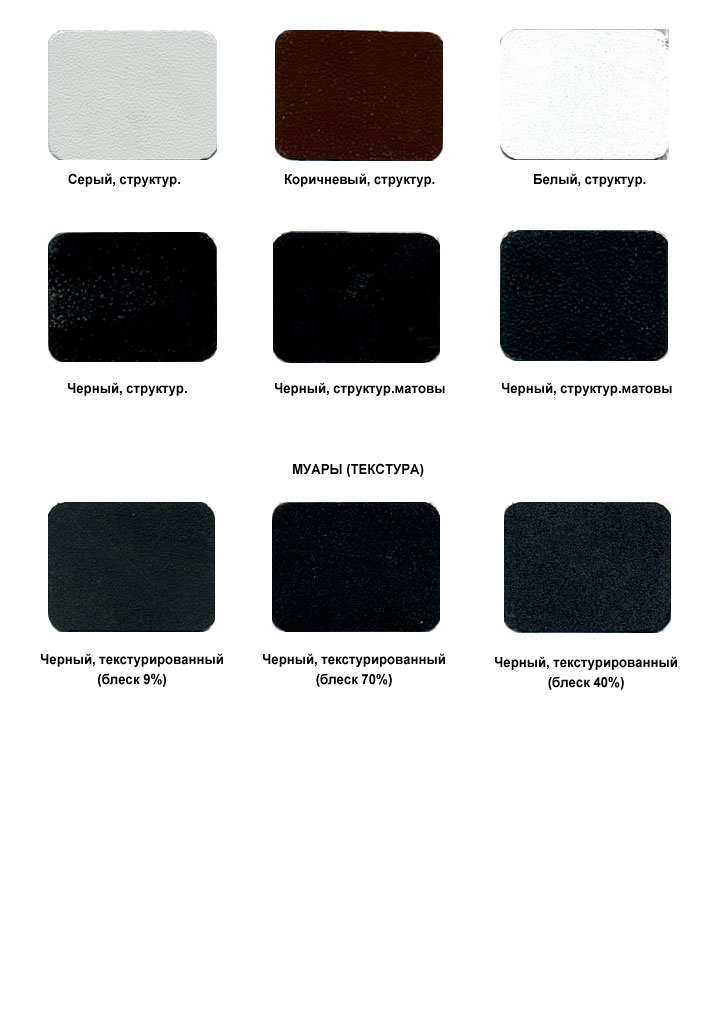 Серый, структур.
Коричневый, структур.
Белый, структур.
Черный, структур.
Черный, структур.матовы
Черный, структур.матовы
МУАРЫ (ТЕКСТУРА)
Черный, текстурированный
(блеск 9%)
Черный, текстурированный
(блеск 70%)
Черный, текстурированный
(блеск 40%)